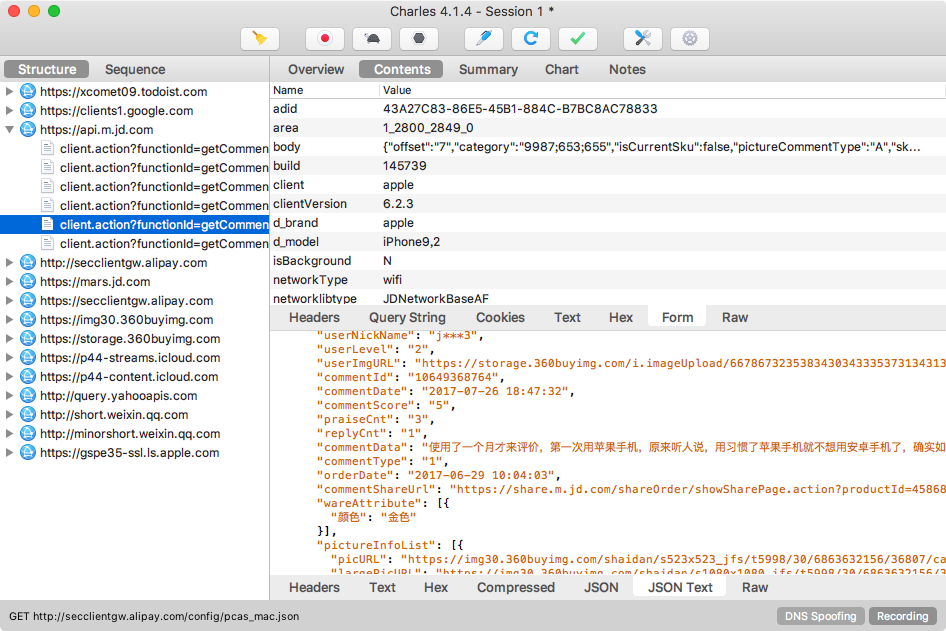 Charles 4.1.4 - Session 1 *
Structure Sequence
Overview Contents Summary Chart Notes
https://xcomet09.todoist.com
https://clients1.google.com
https://api.m.jd.com
client.action?functionId=getCommen
client.action?functionId=getCommen
client.action?functionId=getCommen
client.action?functionId=getCommen
client.action?functionId=getCommen
client.action?functionId=getCommen
http://secclientgw.alipay.com
https://mars.jd.com
https://secclientgw.alipay.com
https://img30.360buyimg.com
https://storage.360buyimg.com
https://p44-streams.icloud.com
https://p44-content.icloud.com
http://query.yahooapis.com
http://short.weixin.qq.com
http://minorshort.weixin.qq.com
https://gspe35-ssl.ls.apple.com
Name Value
adid 43A27C83-86E5-45B1-884C-B7BC8AC78833
area 1_2800_2849_0
body {"offset":"7","category":"9987;653;655","isCurrentSku":false,"pictureCommentType":"A","sk...
build 145739
client apple
clientVersion 6.2.3
d_brand apple
d_model iPhone9,2
isBackground N
networkType wifi
networklibtype JDNetworkBaseAF
Headers Query String Cookies Text Hex Form Raw
"userNickName": "j***3",
"userLevel": "2",
"userImgURL": "https://storage.360buyimg.com/i.imageUpload/667867323538343034333537313431
"commentId": "10649368764",
"commentDate": "2017-07-26 18:47:32",
"commentScore": "5",
"praiseCnt": "3",
"replyCnt": "1",
"commentData": "使用了一个月才来评价，第一次用苹果手机，原来听人说，用习惯了苹果手机就不想用安卓手机了，确实如
"commentType": "1",
"orderDate": "2017-06-29 10:04:03",
"commentShareUrl": "https://share.m.jd.com/shareOrder/showSharePage.action?productId=45868
"wareAttribute": [{
"颜色": "金色"
}],
"pictureInfoList": [{
"picURL": "https://img30.360buyimg.com/shaidan/s523x523_jfs/t5998/30/6863632156/36807/ca
"largePicURL": "https://img30.360buyimg.com/shaidan/s1080x1080_jfs/t5998/30/6863632156/3
Headers Text Hex Compressed JSON JSON Text Raw
GET http://secclientgw.alipay.com/config/pcas_mac.json
DNS Spoofing Recording